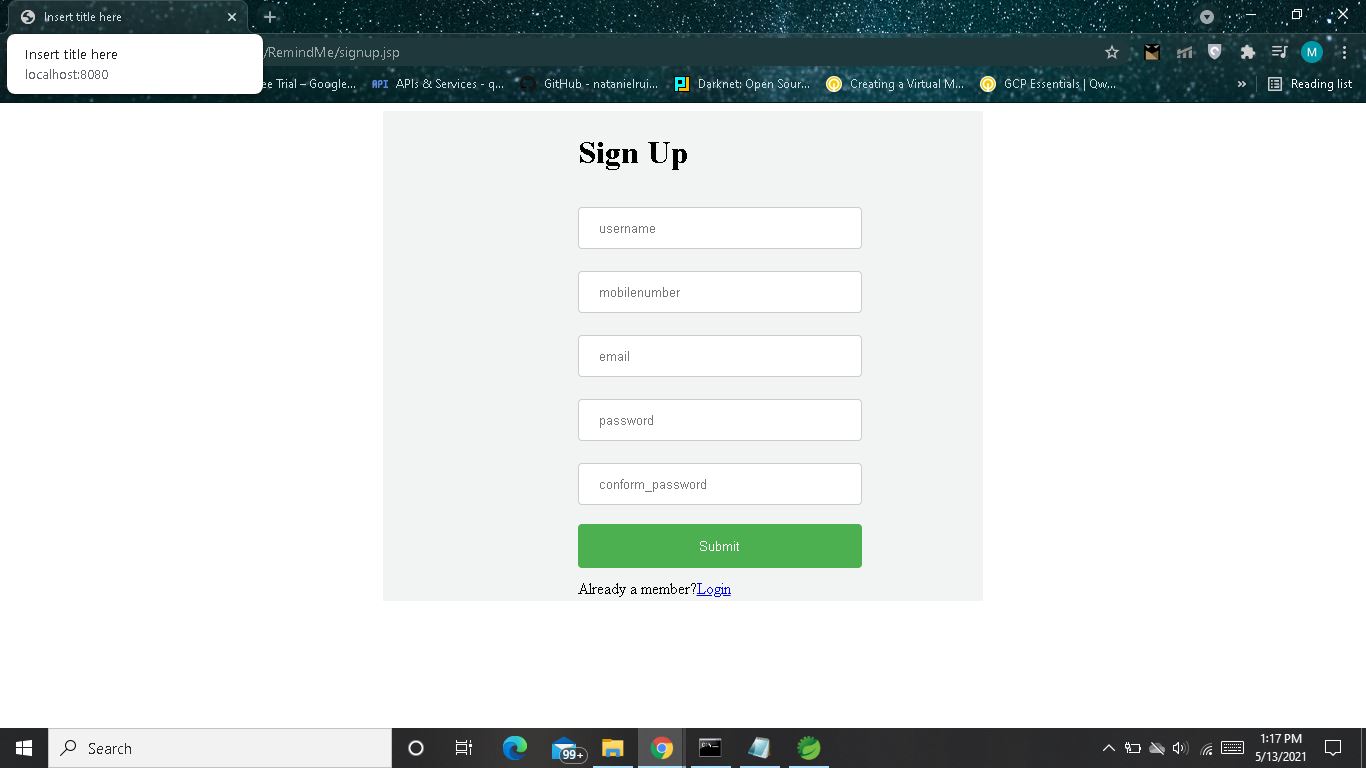 Insert title here
Insert title here
localhost:8080
/RemindMe/signup.jsp
M
ee Trial – Google...
API APIs & Services - q...
GitHub - natanielrui...
Darknet: Open Sour...
Creating a Virtual M...
GCP Essentials | Qw...
»
Reading list
Sign Up
username
mobilenumber
email
password
conform_password
Submit
Already a member?Login
Search
99+
1:17 PM
5/13/2021